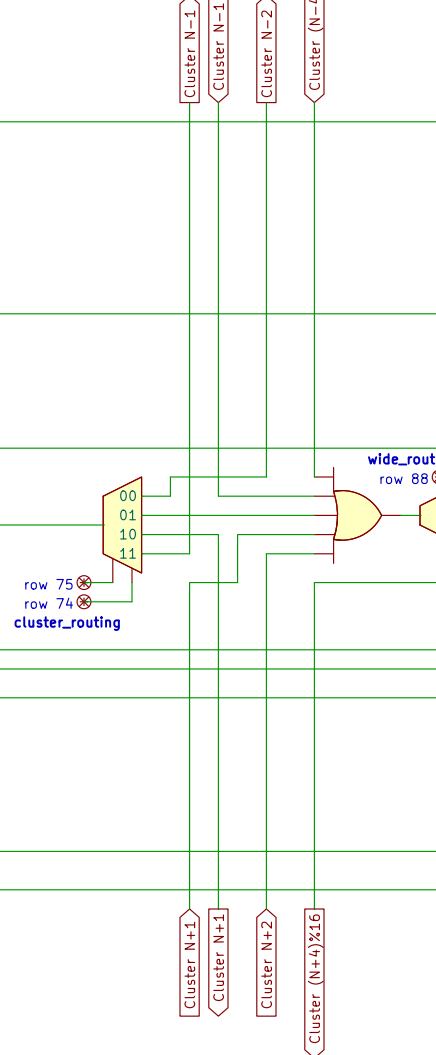 Cluster N−1
Cluster N−1
Cluster N−2
Cluster
wide_rout
row 88
00
01
10
11
row 75
row 74
cluster_routing
Cluster N+1
Cluster N+1
Cluster N+2
Cluster (N+4)%16